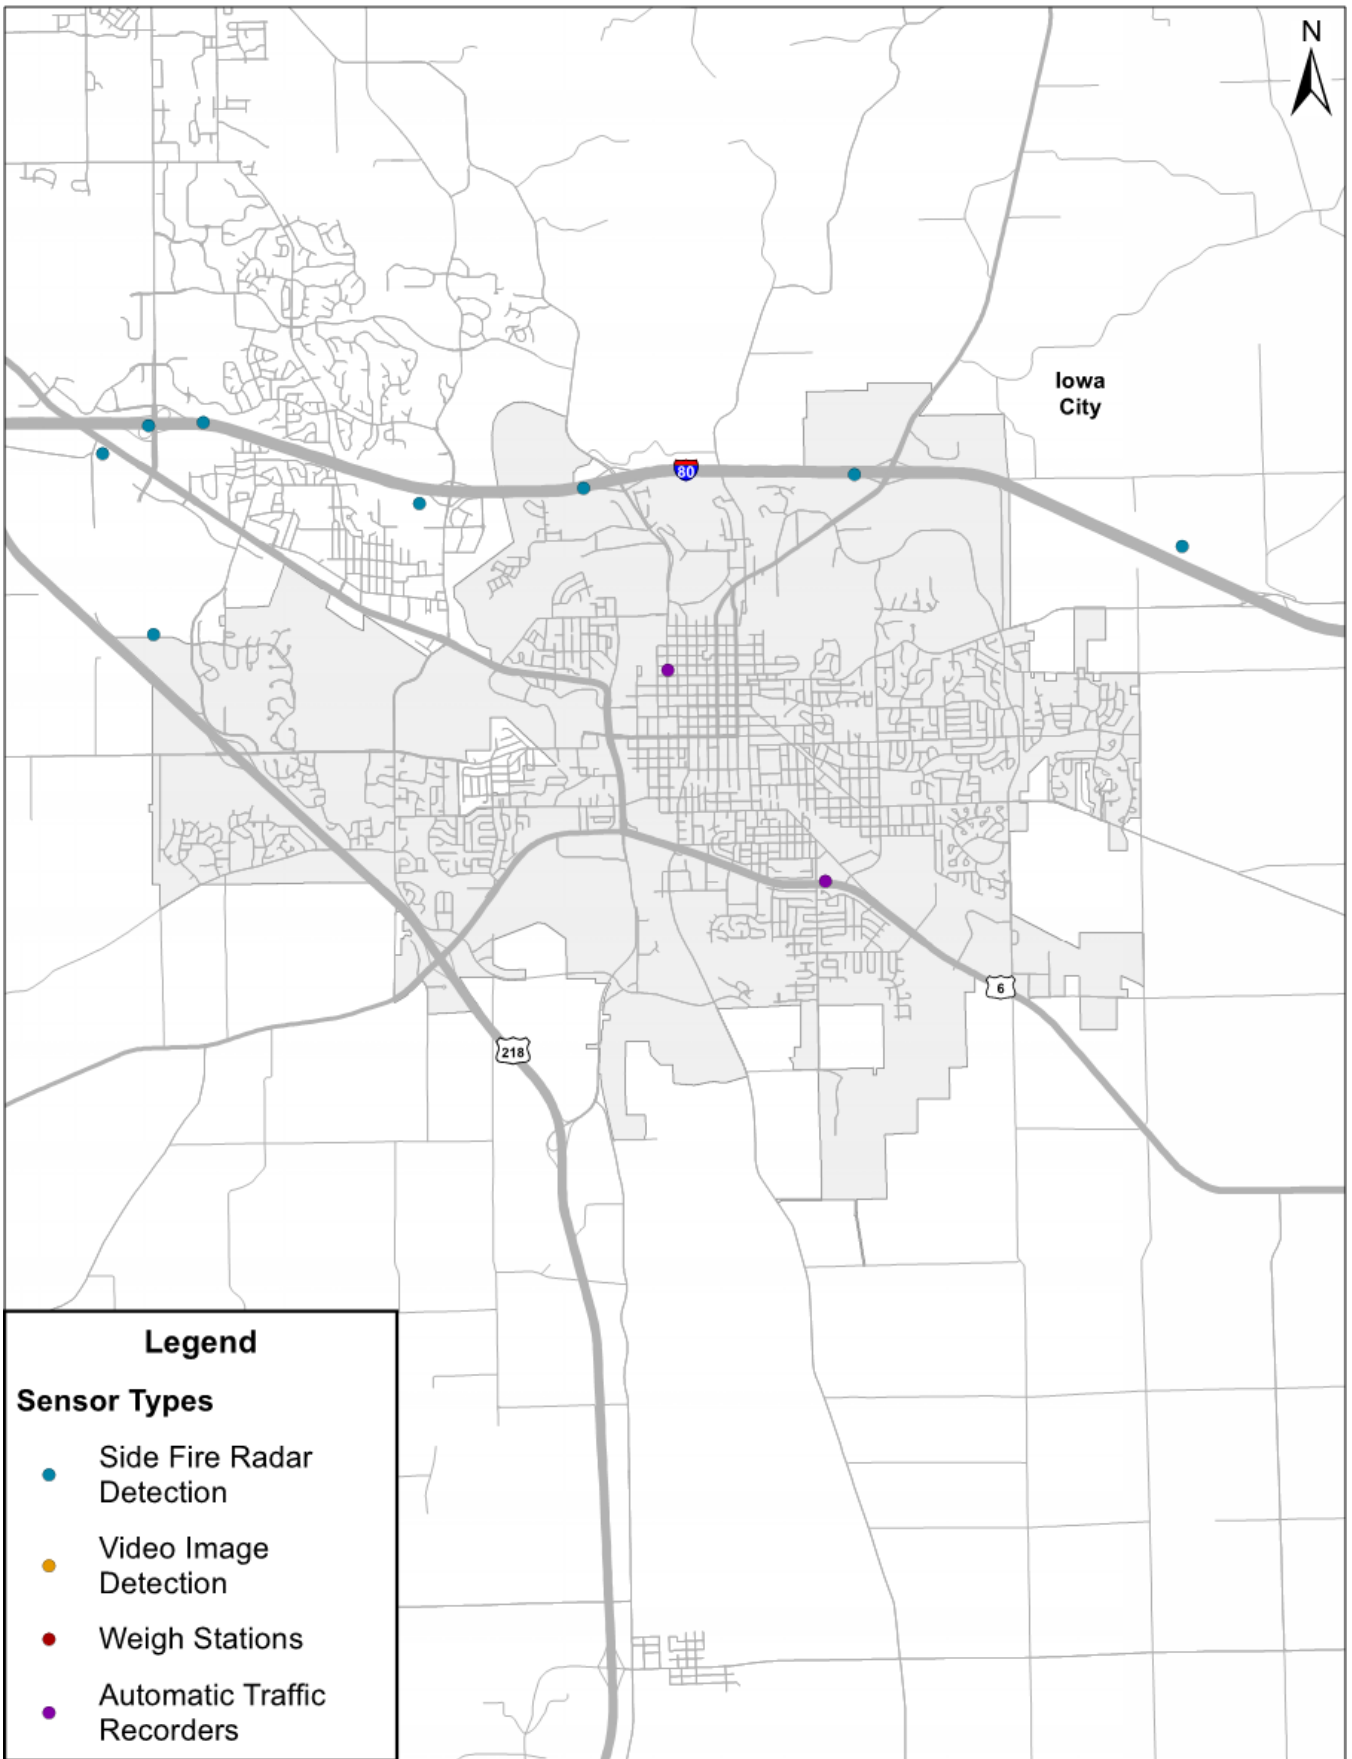 N
Iowa
City
80
6
218
Legend
Sensor Types
Side Fire Radar
Detection
Video Image
Detection
Weigh Stations
Automatic Traffic
Recorders